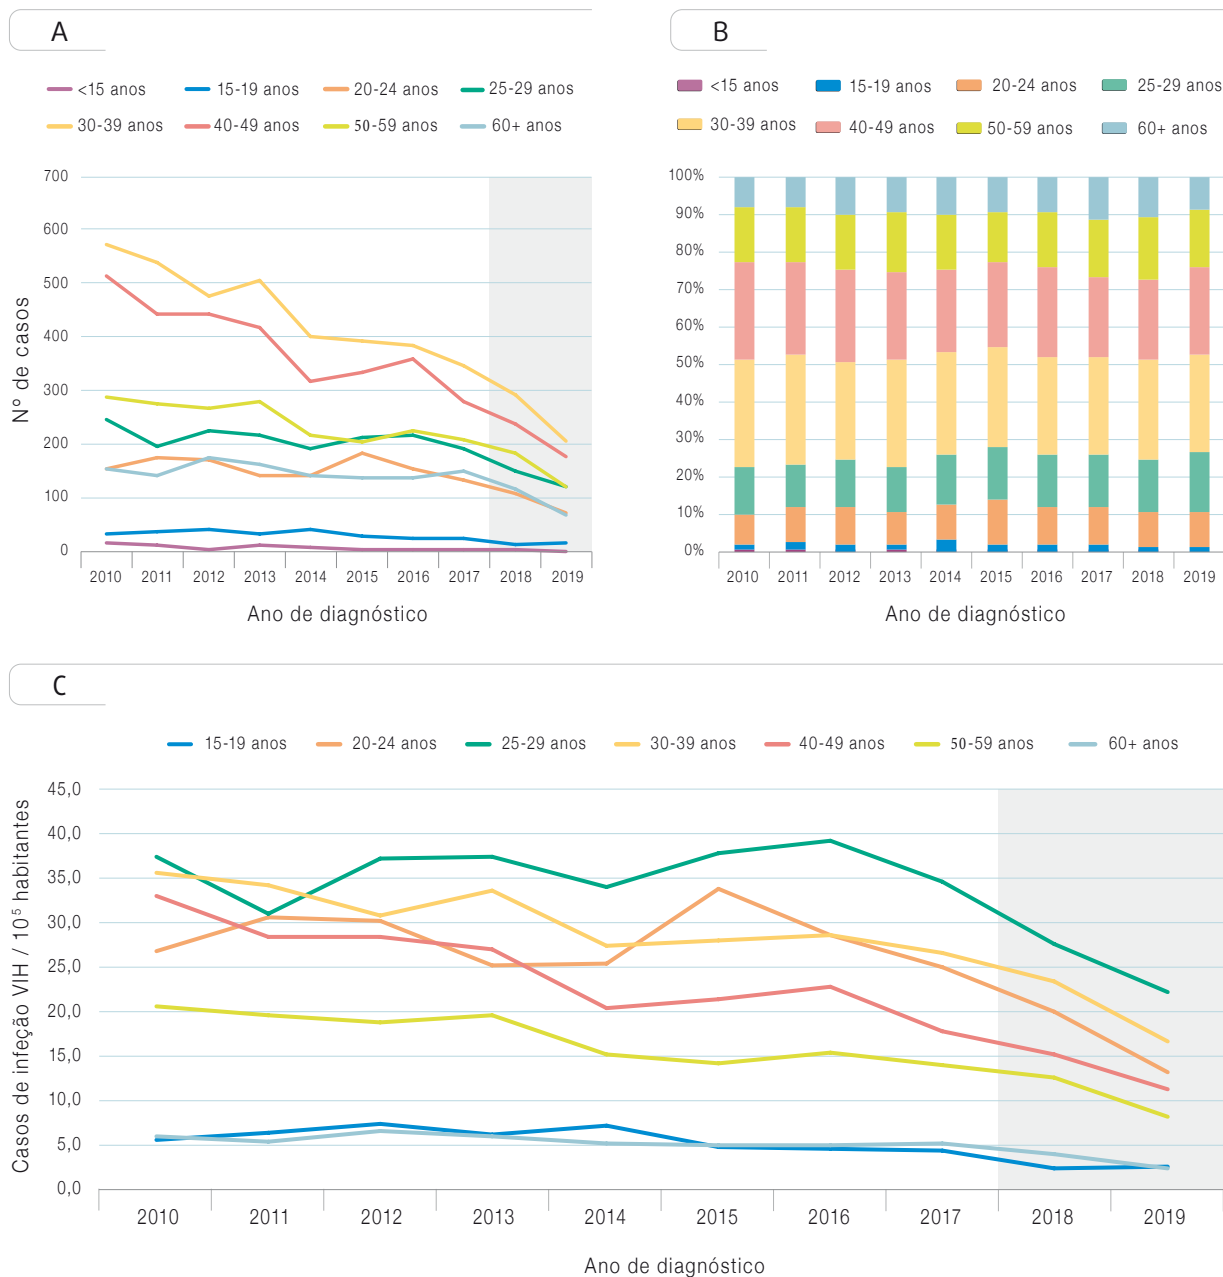 A
<15 anos 15-19 anos 20-24 anos 25-29 anos
30-39 anos 40-49 anos 50-59 anos 60+ anos
Nº de casos
700
600
500
400
300
200
100
0
2010 2011 2012 2013 2014 2015 2016 2017 2018 2019
Ano de diagnóstico
B
<15 anos 15-19 anos 20-24 anos 25-29 anos
30-39 anos 40-49 anos 50-59 anos 60+ anos
100%
90%
80%
70%
60%
50%
40%
30%
20%
10%
0%
2010 2011 2012 2013 2014 2015 2016 2017 2018 2019
Ano de diagnóstico
C
15-19 anos 20-24 anos 25-29 anos 30-39 anos 40-49 anos 50-59 anos 60+ anos
Casos de infeção VIH / 10⁵ habitantes
45,0
40,0
35,0
30,0
25,0
20,0
15,0
10,0
5,0
0,0
2010 2011 2012 2013 2014 2015 2016 2017 2018 2019
Ano de diagnóstico